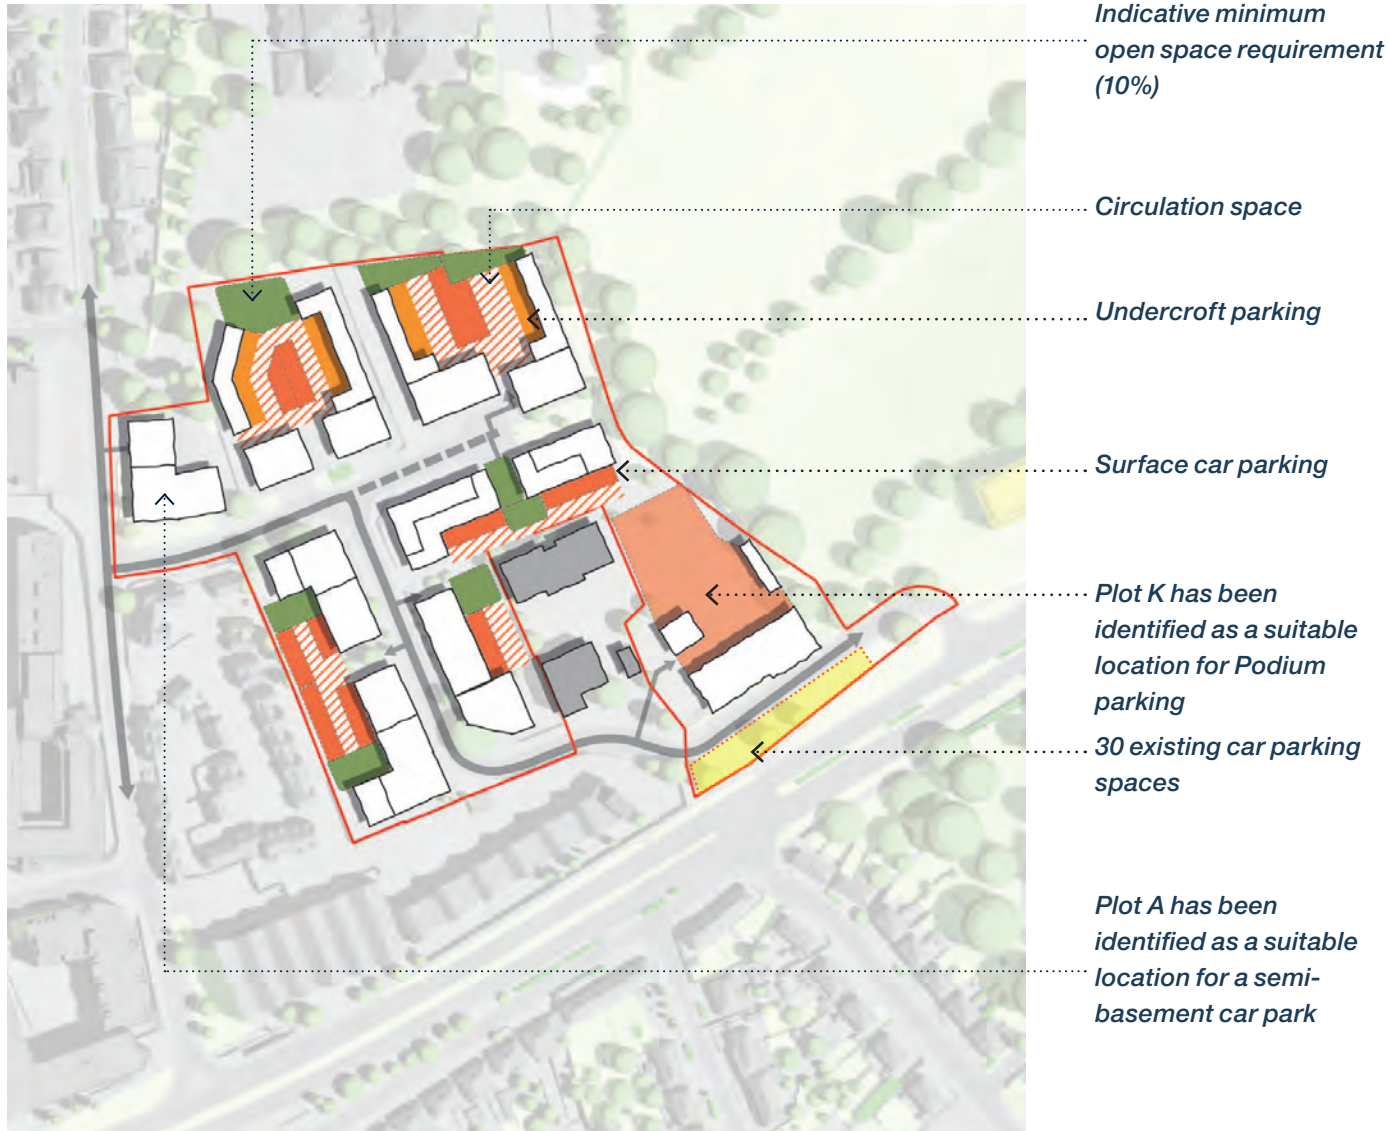 Indicative minimum
open space requirement
(10%)
Circulation space
Undercroft parking
Surface car parking
Plot K has been
identified as a suitable
location for Podium
parking
30 existing car parking
spaces
Plot A has been
identified as a suitable
location for a semi-
basement car park